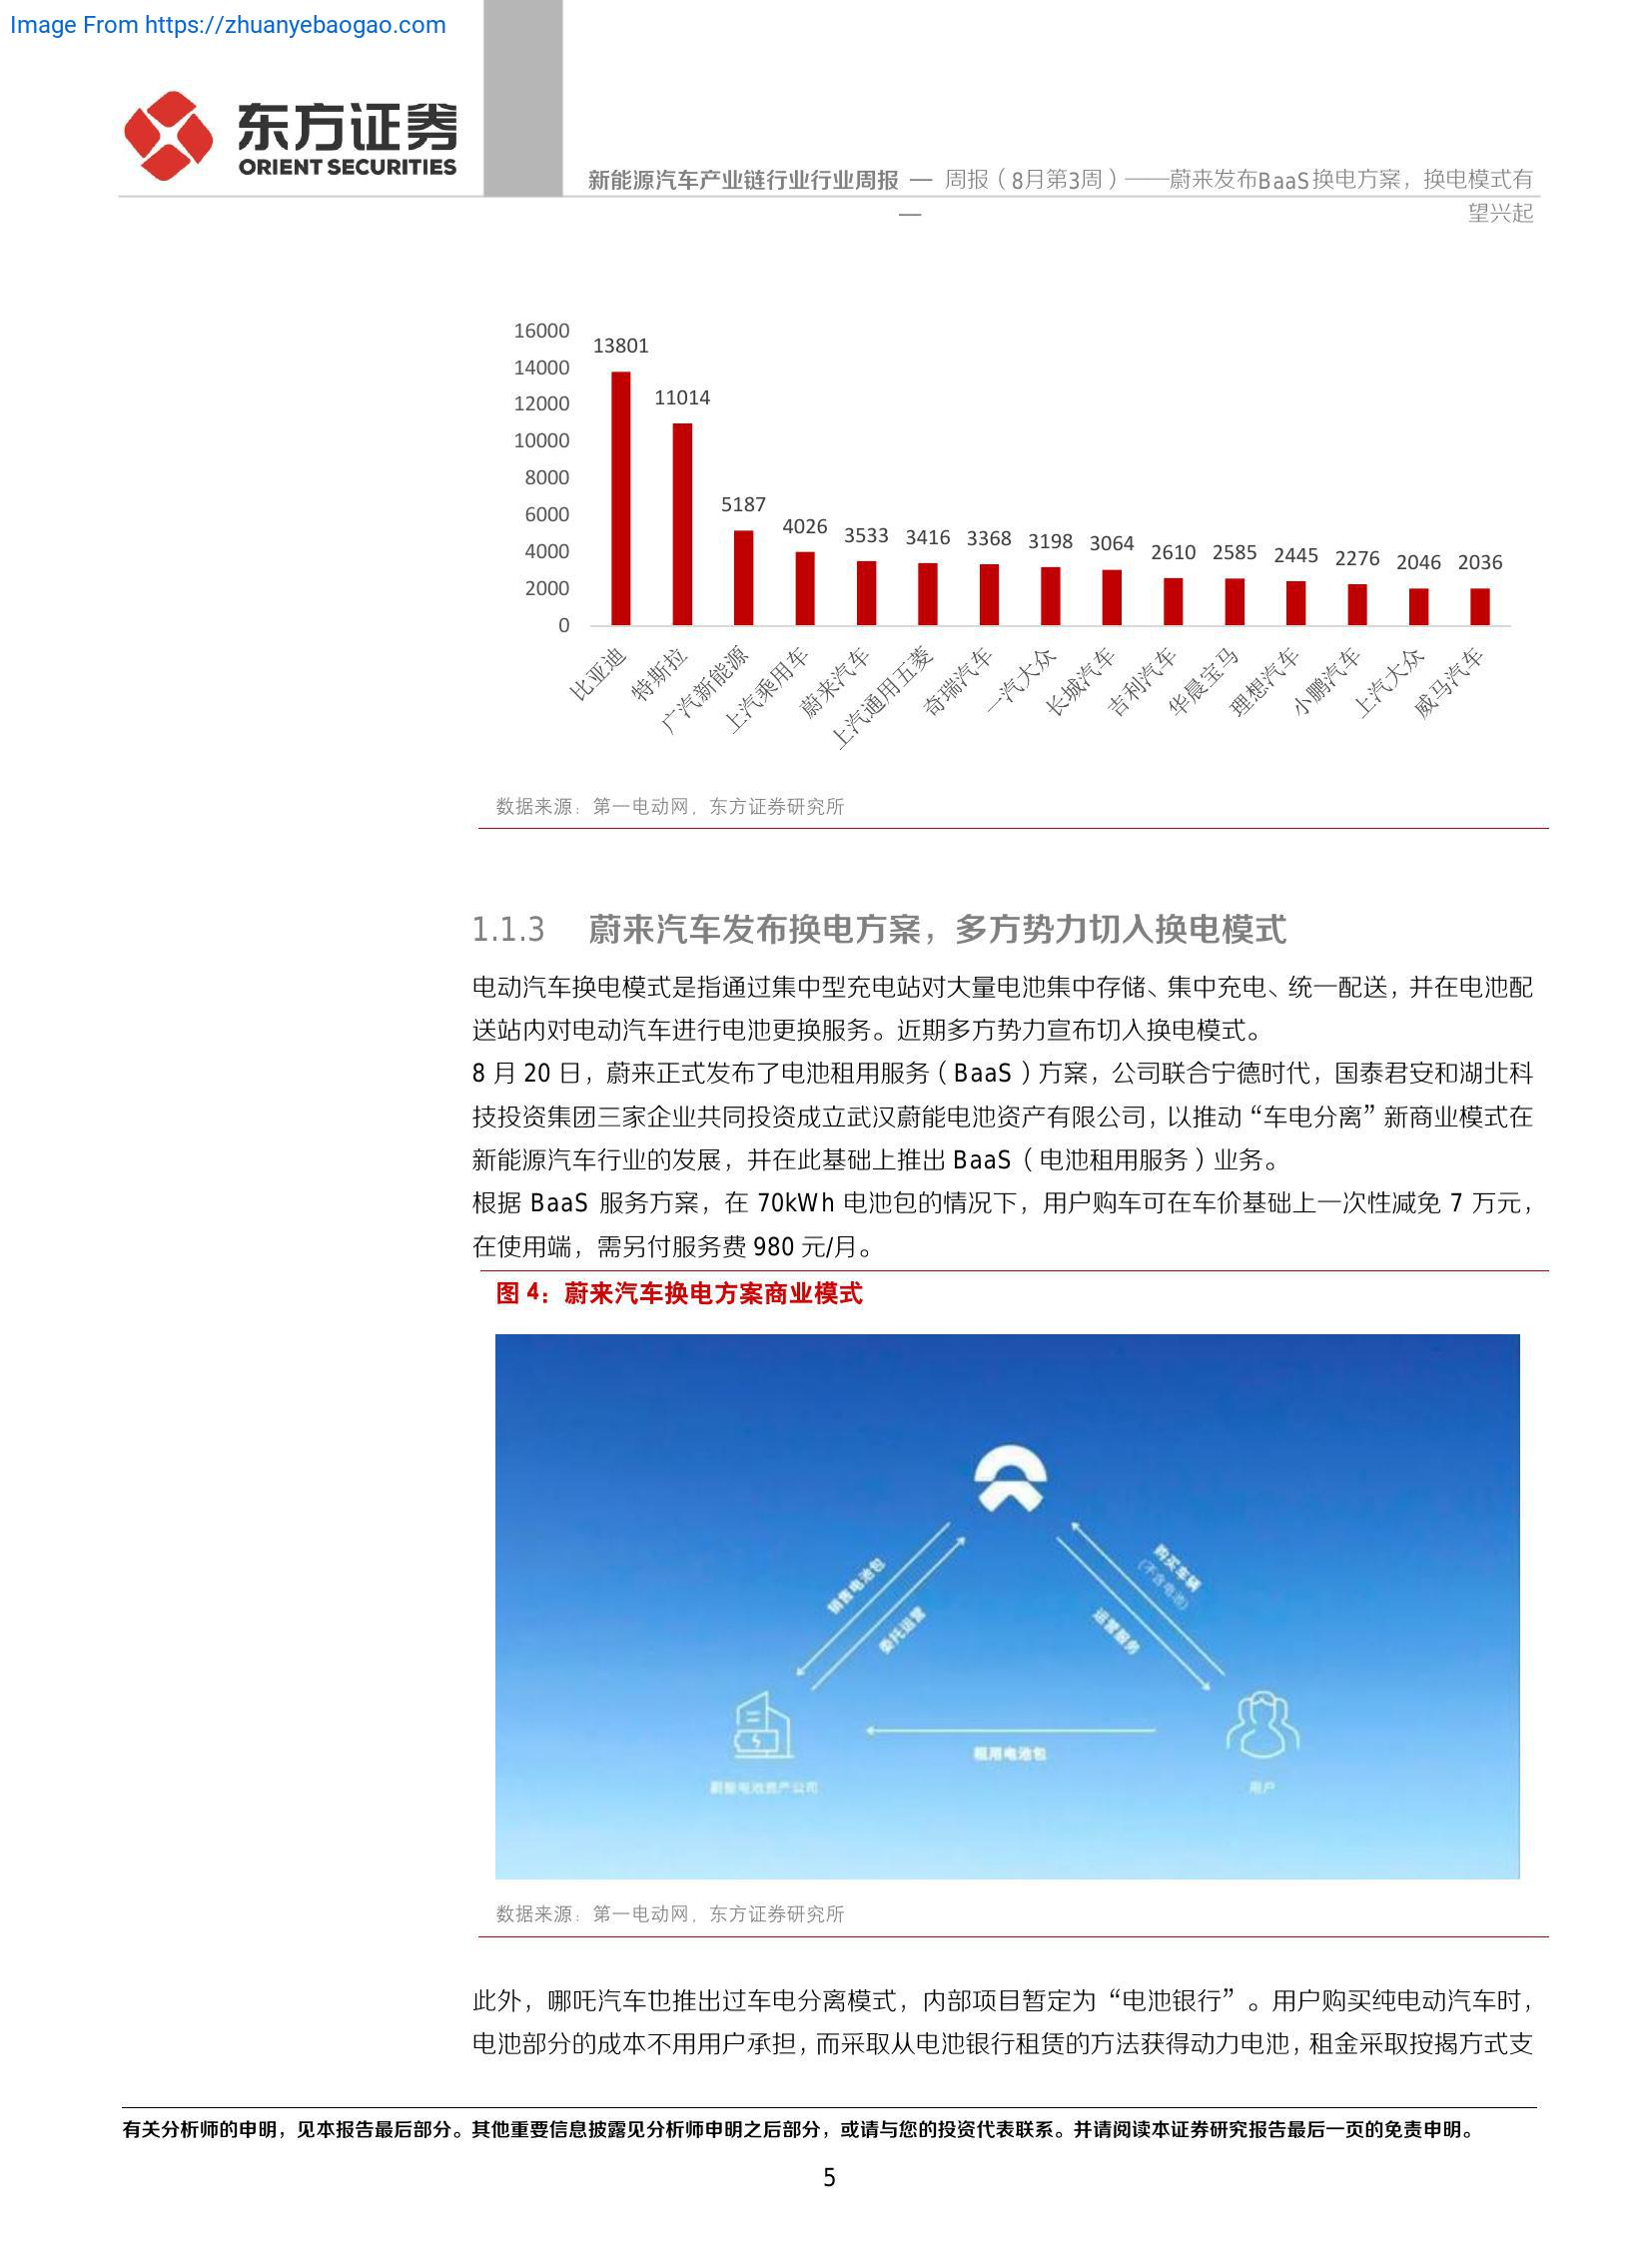 Image From https://zhuanyebaogao.com
东方证券
ORIENT SECURITIES
新能源汽车产业链行业行业周报 — 周报（8月第3周）——蔚来发布BaaS换电方案，换电模式有
— 望兴起
16000
14000
12000
10000
8000
6000
4000
2000
0
13801
11014
5187
4026
3533
3416
3368
3198
3064
2610
2585
2445
2276
2046
2036
比亚迪
特斯拉
广汽新能源
上汽乘用车
蔚来汽车
上汽通用五菱
奇瑞汽车
一汽大众
长城汽车
吉利汽车
华晨宝马
理想汽车
小鹏汽车
上汽大众
威马汽车
数据来源：第一电动网，东方证券研究所
1.1.3 蔚来汽车发布换电方案，多方势力切入换电模式
电动汽车换电模式是指通过集中型充电站对大量电池集中存储、集中充电、统一配送，并在电池配
送站内对电动汽车进行电池更换服务。近期多方势力宣布切入换电模式。
8 月 20 日，蔚来正式发布了电池租用服务（BaaS）方案，公司联合宁德时代，国泰君安和湖北科
技投资集团三家企业共同投资成立武汉蔚能电池资产有限公司，以推动“车电分离”新商业模式在
新能源汽车行业的发展，并在此基础上推出 BaaS（电池租用服务）业务。
根据 BaaS 服务方案，在 70kWh 电池包的情况下，用户购车可在车价基础上一次性减免 7 万元，
在使用端，需另付服务费 980 元/月。
图 4：蔚来汽车换电方案商业模式
销售电池包
委托运营
购买车辆
(不含电池)
运营服务
租用电池包
蔚能电池资产公司
用户
数据来源：第一电动网，东方证券研究所
此外，哪吒汽车也推出过车电分离模式，内部项目暂定为“电池银行”。用户购买纯电动汽车时，
电池部分的成本不用用户承担，而采取从电池银行租赁的方法获得动力电池，租金采取按揭方式支
有关分析师的申明，见本报告最后部分。其他重要信息披露见分析师申明之后部分，或请与您的投资代表联系。并请阅读本证券研究报告最后一页的免责申明。
5